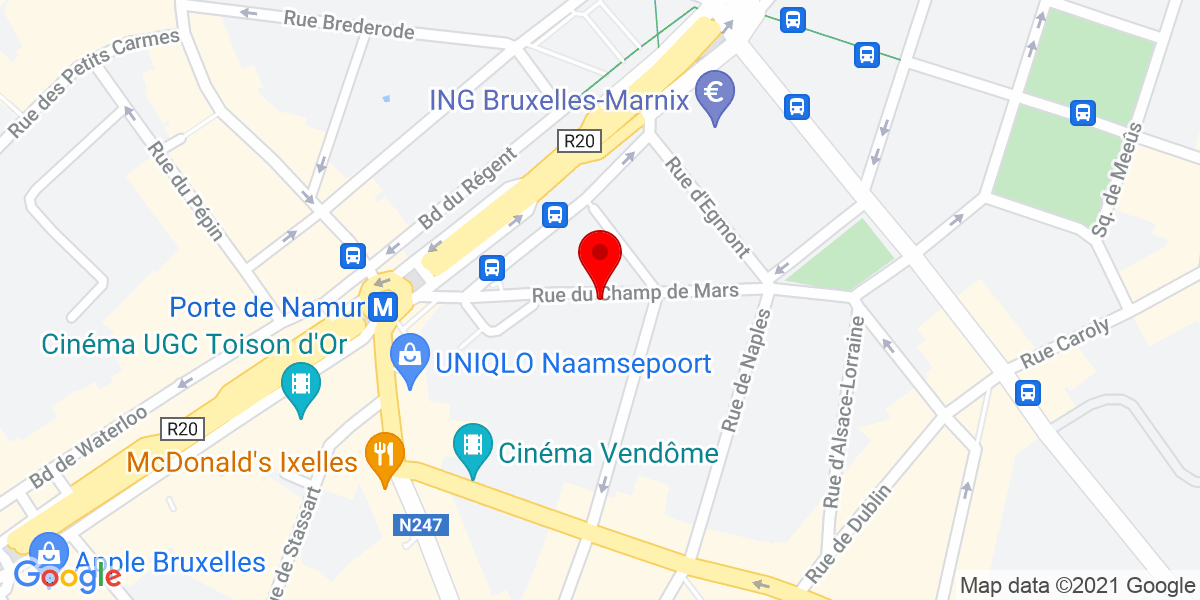 Rue Brederode
Rue des Petits Carmes
ING Bruxelles-Marnix
€
R20
Rue du Pépin
Bd du Régent
Rue d'Egmont
Sq. de Meeûs
Rue du Champ de Mars
Porte de Namur
M
Cinéma UGC Toison d'Or
UNIQLO Naamsepoort
Rue de Naples
Rue d'Alsace-Lorraine
Rue Caroly
R20
Bd de Waterloo
McDonald's Ixelles
Cinéma Vendôme
N247
Rue de Stassart
Rue de Dublin
Apple Bruxelles
Google
Map data ©2021 Google